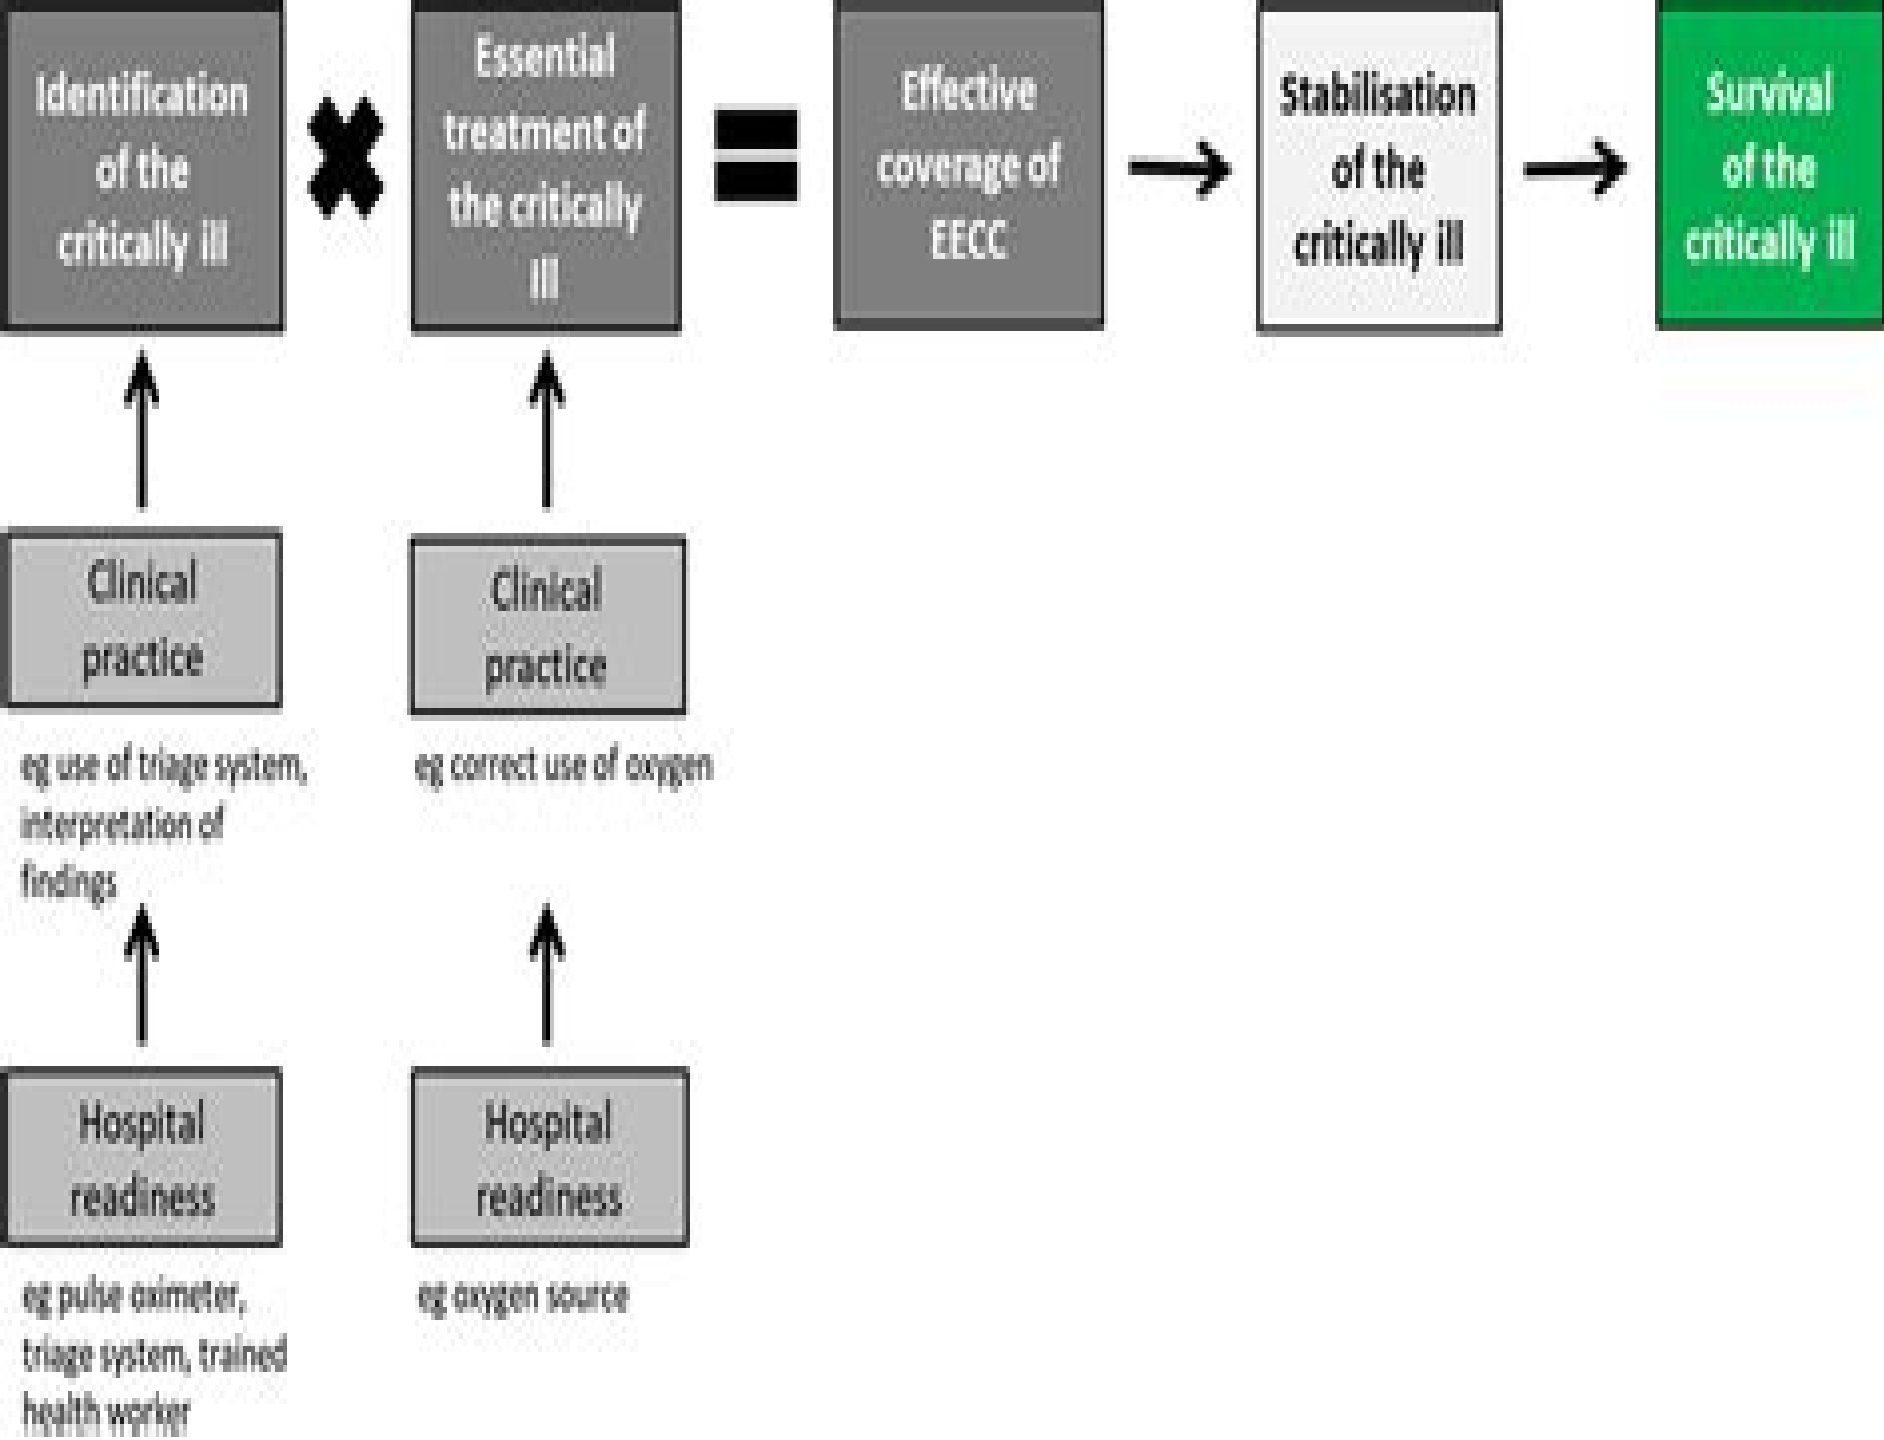 Identification
of the
critically ill
Essential
treatment of
the critically
ill
Effective
coverage of
EECC
Stabilisation
of the
critically ill
Survival
of the
critically ill
Clinical
practice
Clinical
practice
eg use of triage system,
interpretation of
findings
eg correct use of oxygen
Hospital
readiness
Hospital
readiness
eg pulse oximeter,
triage system, trained
health worker
eg oxygen source